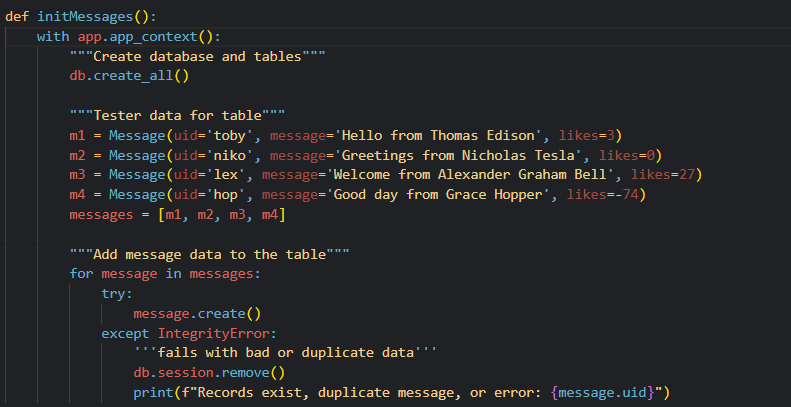 def initMessages():
    with app.app_context():
        """Create database and tables"""
        db.create_all()

        """Tester data for table"""
        m1 = Message(uid='toby', message='Hello from Thomas Edison', likes=3)
        m2 = Message(uid='niko', message='Greetings from Nicholas Tesla', likes=0)
        m3 = Message(uid='lex', message='Welcome from Alexander Graham Bell', likes=27)
        m4 = Message(uid='hop', message='Good day from Grace Hopper', likes=-74)
        messages = [m1, m2, m3, m4]

        """Add message data to the table"""
        for message in messages:
            try:
                message.create()
            except IntegrityError:
                '''fails with bad or duplicate data'''
                db.session.remove()
                print(f"Records exist, duplicate message, or error: {message.uid}")